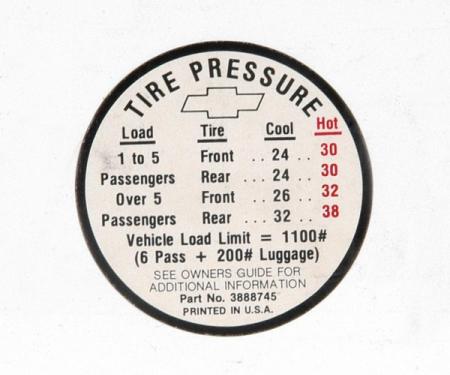 TIRE PRESSURE
Load Tire Cool Hot
1 to 5 Front .. 24 .. 30
Passengers Rear ... 24 ... 30
Over 5 Front .. 26 ... 32
Passengers Rear ... 32 ... 38
Vehicle Load Limit = 1100#
(6 Pass + 200# Luggage)
SEE OWNERS GUIDE FOR
ADDITIONAL INFORMATION
Part No. 3888745
PRINTED IN U.S.A.